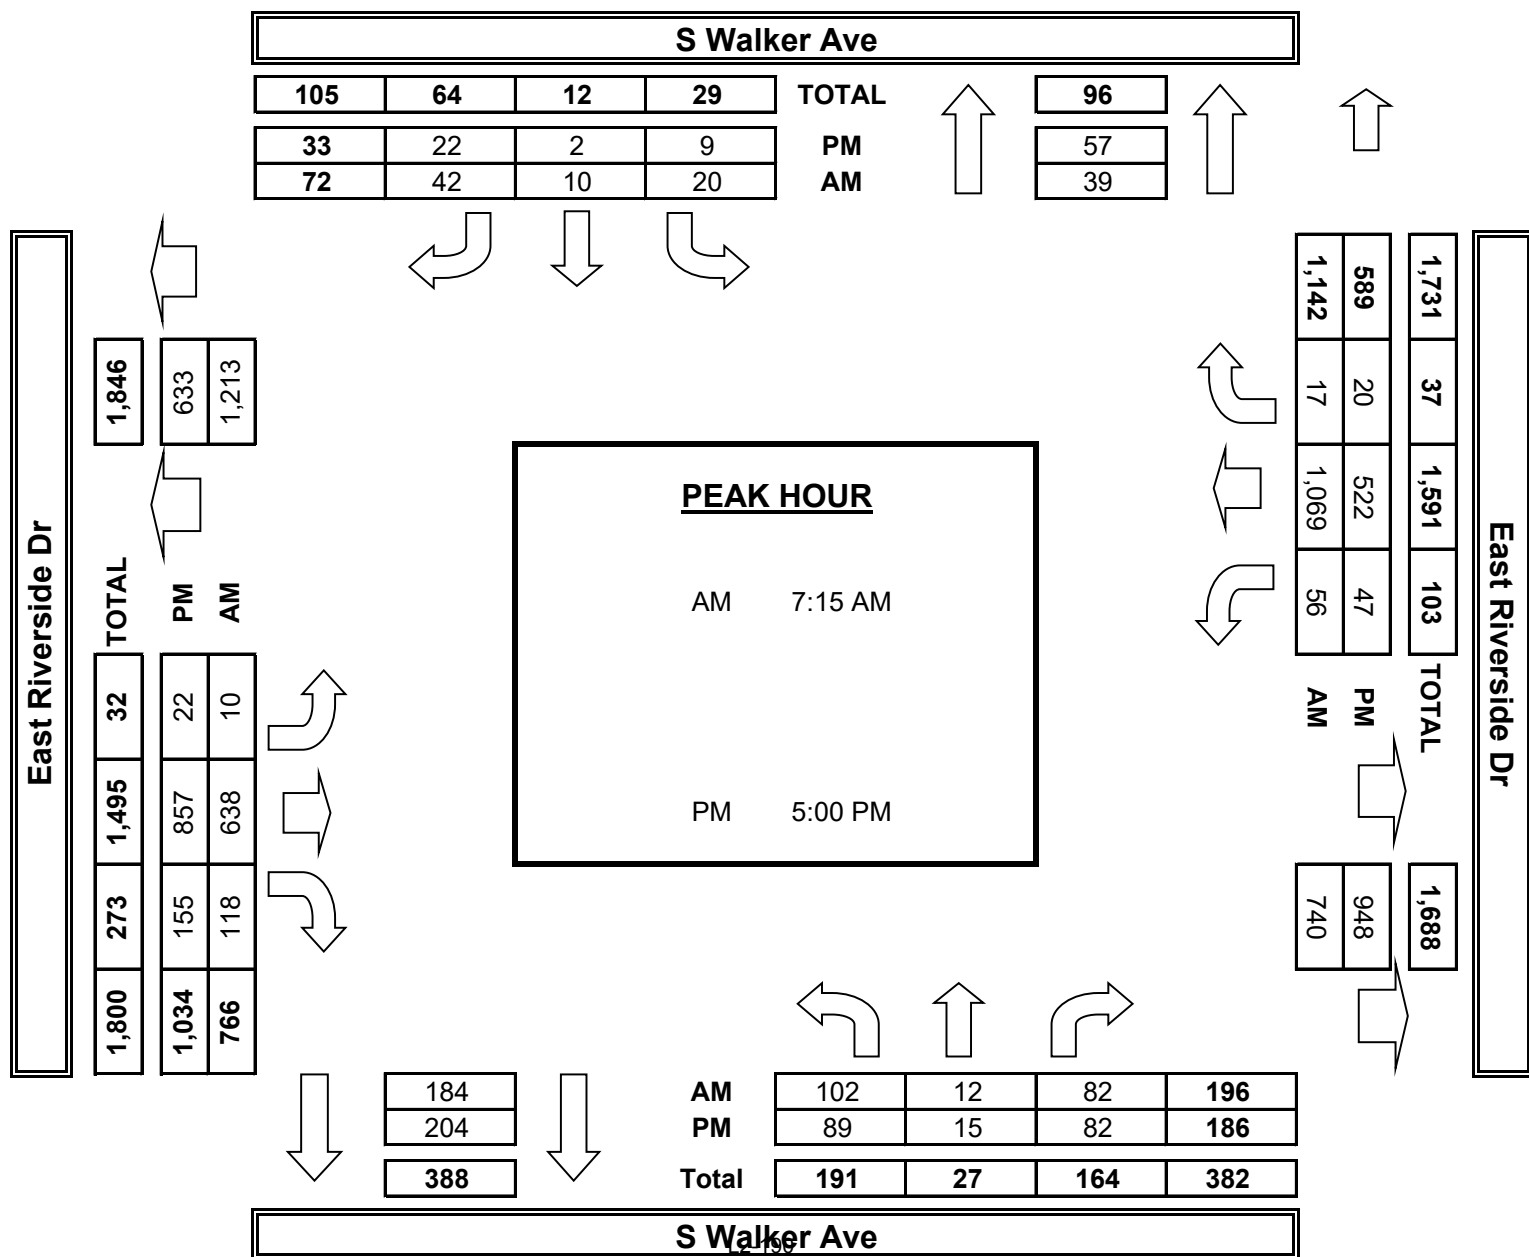 S Walker Ave
105 64 12 29 TOTAL 96
33 22 2 9 PM 57
72 42 10 20 AM 39
East Riverside Dr
1,846 633 1,213
TOTAL PM AM
32 22 10
1,495 857 638
273 155 118
1,800 1,034 766
PEAK HOUR
AM 7:15 AM
PM 5:00 PM
1,142 589 1,731
17 20 37
1,069 522 1,591
56 47 103
AM PM TOTAL
740 948 1,688
East Riverside Dr
184 AM 102 12 82 196
204 PM 89 15 82 186
388 Total 191 27 164 382
S Walker Ave